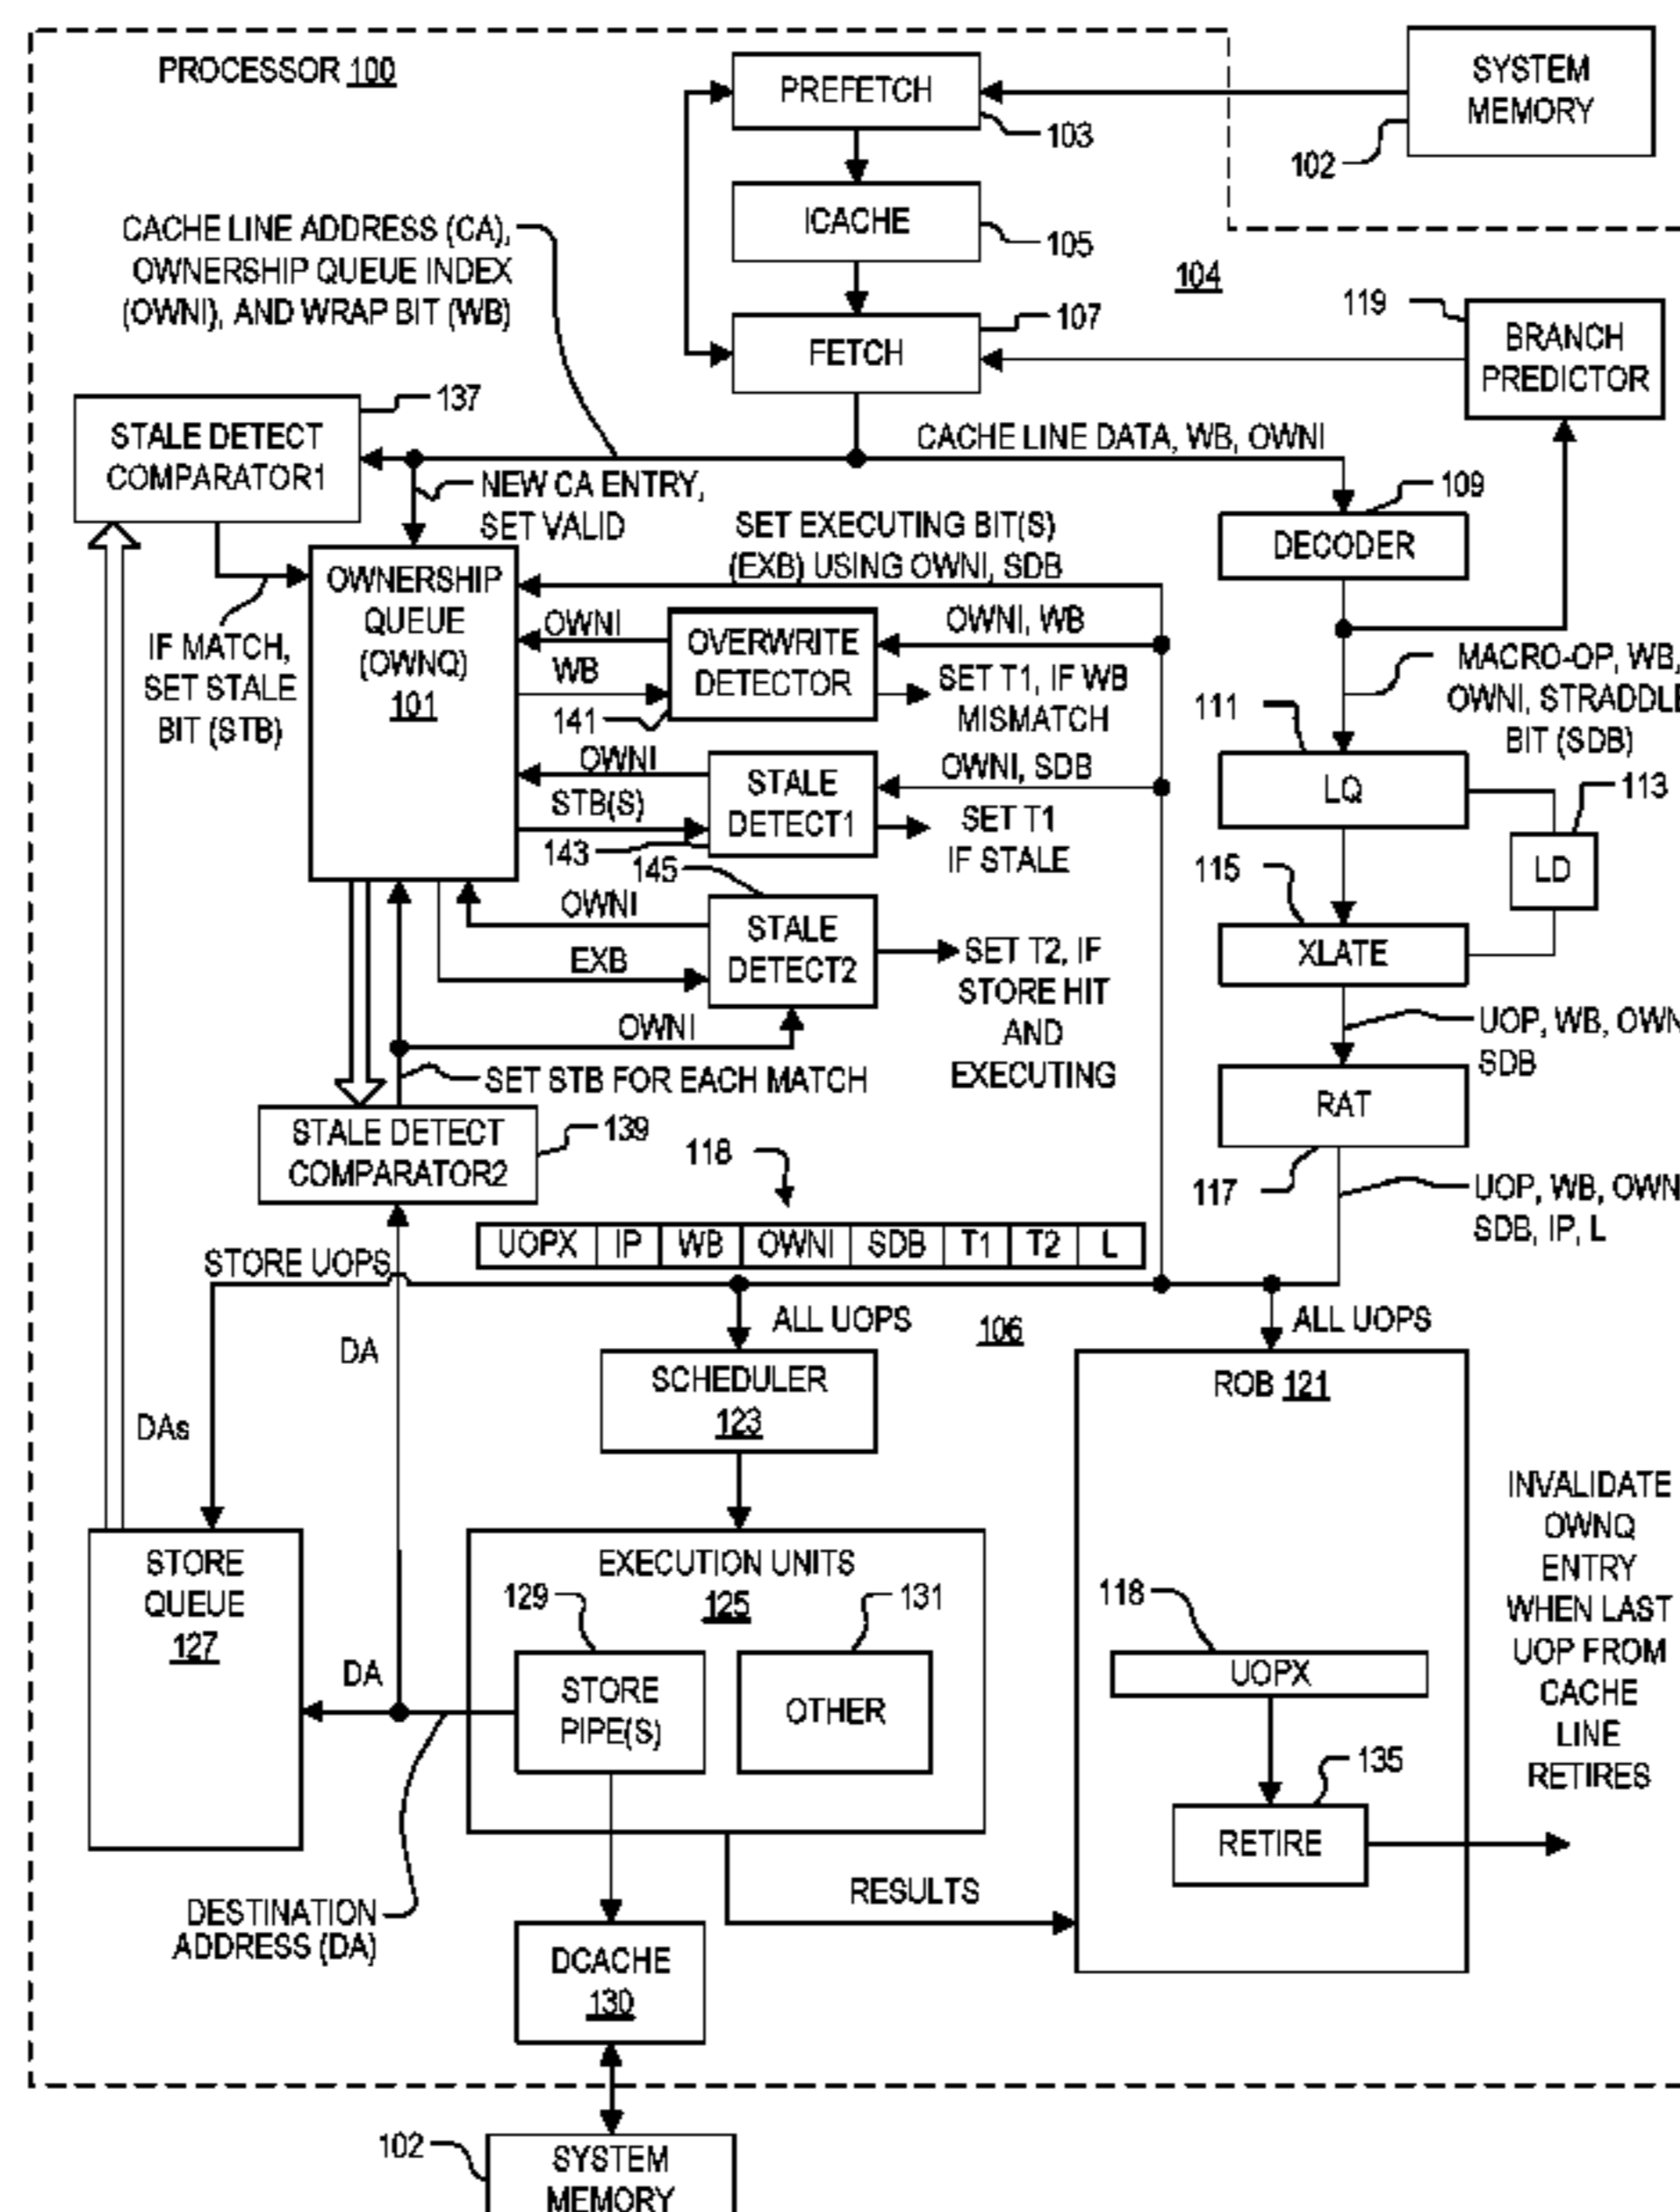 PROCESSOR 100
PREFETCH
103
SYSTEM
MEMORY
102
ICACHE
105
104
CACHE LINE ADDRESS (CA),
OWNERSHIP QUEUE INDEX
(OWNI), AND WRAP BIT (WB)
FETCH
107
119
BRANCH
PREDICTOR
137
STALE DETECT
COMPARATOR1
CACHE LINE DATA, WB, OWNI
NEW CA ENTRY,
SET VALID
109
DECODER
SET EXECUTING BIT(S)
(EXB) USING OWNI, SDB
OWNERSHIP
QUEUE
(OWNQ)
101
IF MATCH,
SET STALE
BIT (STB)
OWNI
WB
OVERWRITE
DETECTOR
141
OWNI, WB
SET T1, IF WB
MISMATCH
MACRO-OP, WB,
OWNI, STRADDLE
BIT (SDB)
111
LQ
113
LD
OWNI
STB(S)
STALE
DETECT1
143
OWNI, SDB
SET T1
IF STALE
145
115
XLATE
OWNI
EXB
STALE
DETECT2
SET T2, IF
STORE HIT
AND
EXECUTING
OWNI
SET STB FOR EACH MATCH
UOP, WB, OWN
SDB
RAT
117
UOP, WB, OWN
SDB, IP, L
STALE DETECT
COMPARATOR2
139
118
UOPX IP WB OWNI SDB T1 T2 L
STORE UOPS
ALL UOPS
106
ALL UOPS
DA
DAs
SCHEDULER
123
ROB 121
STORE
QUEUE
127
EXECUTION UNITS
125
129
131
STORE
PIPE(S)
OTHER
DA
118
UOPX
135
RETIRE
INVALIDATE
OWNQ
ENTRY
WHEN LAST
UOP FROM
CACHE
LINE
RETIRES
RESULTS
DESTINATION
ADDRESS (DA)
DCACHE
130
102
SYSTEM
MEMORY